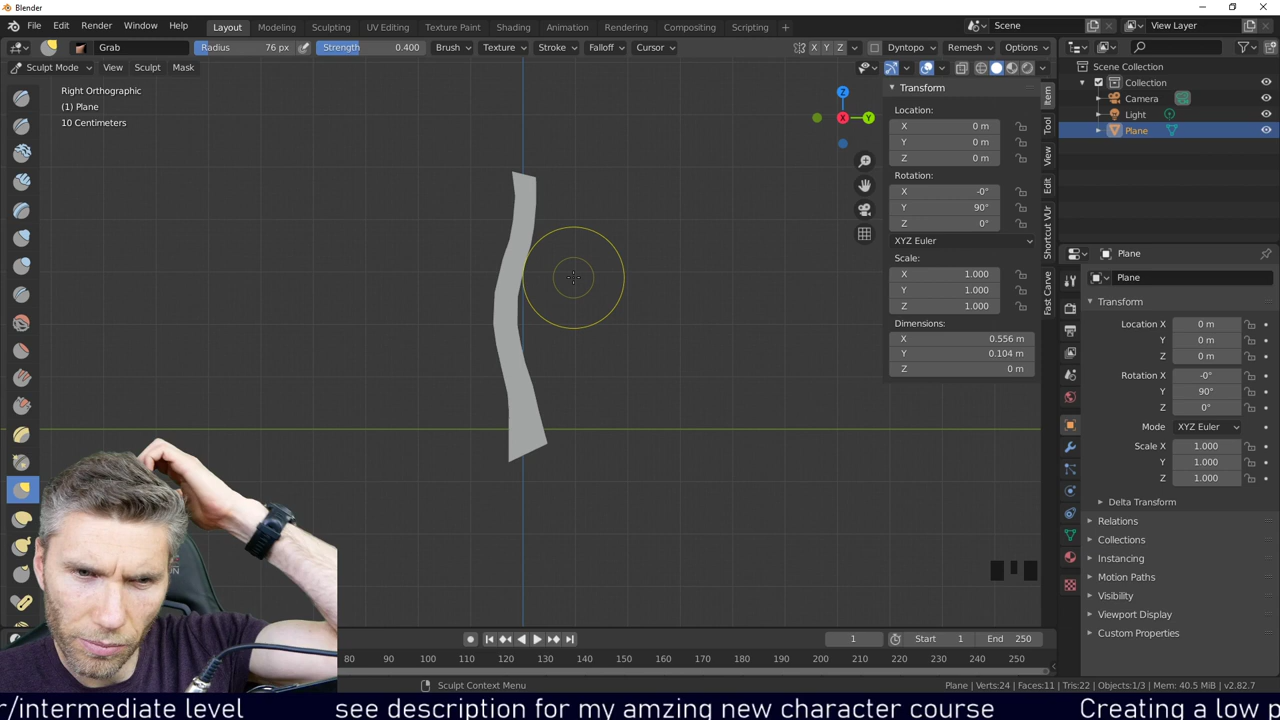 Blender
File Edit Render Window Help Layout Modeling Sculpting UV Editing Texture Paint Shading Animation Rendering Compositing Scripting + Scene View Layer
Grab Radius 76 px Strength 0.400 Brush Texture Stroke Falloff Cursor X Y Z Dyntopo Remesh Options
Sculpt Mode View Sculpt Mask
Right Orthographic
(1) Plane
10 Centimeters
Z
X
Y
Transform
Location:
X 0 m
Y 0 m
Z 0 m
Rotation:
X -0°
Y 90°
Z 0°
XYZ Euler
Scale:
X 1.000
Y 1.000
Z 1.000
Dimensions:
X 0.556 m
Y 0.104 m
Z 0 m
Item
Tool
View
Edit
Shortcut VUr
Fast Carve
Scene Collection
Collection
Camera
Light
Plane
Plane
Plane
Transform
Location X 0 m
Y 0 m
Z 0 m
Rotation X -0°
Y 90°
Z 0°
Mode XYZ Euler
Scale X 1.000
Y 1.000
Z 1.000
Delta Transform
Relations
Collections
Instancing
Motion Paths
Visibility
Viewport Display
Custom Properties
1 Start 1 End 250
80 90 100 110 120 130 140 150 160 170 180 190 200 210 220 230 240 250
Sculpt Context Menu Plane | Verts:24 | Faces:11 | Tris:22 | Objects:1/3 | Mem: 40.5 MiB | v2.82.7
r/intermediate level see description for my amzing new character course Creating a low p